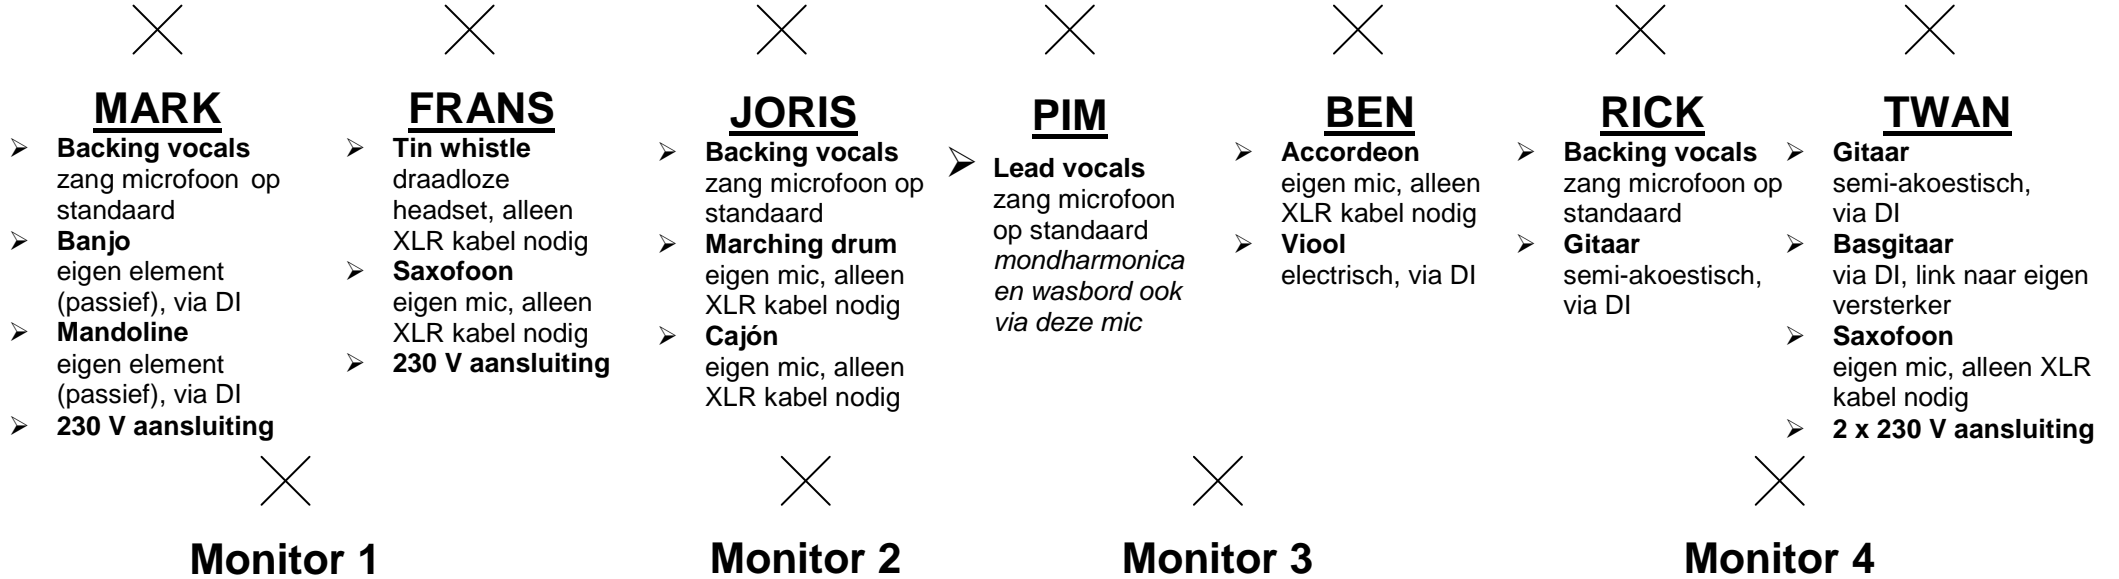 MARK
➢ Backing vocals
zang microfoon op
standaard
➢ Banjo
eigen element
(passief), via DI
➢ Mandoline
eigen element
(passief), via DI
➢ 230 V aansluiting
FRANS
➢ Tin whistle
draadloze
headset, alleen
XLR kabel nodig
➢ Saxofoon
eigen mic, alleen
XLR kabel nodig
➢ 230 V aansluiting
JORIS
➢ Backing vocals
zang microfoon op
standaard
➢ Marching drum
eigen mic, alleen
XLR kabel nodig
➢ Cajón
eigen mic, alleen
XLR kabel nodig
PIM
➢ Lead vocals
zang microfoon
op standaard
mondharmonica
en wasbord ook
via deze mic
BEN
➢ Accordeon
eigen mic, alleen
XLR kabel nodig
➢ Viool
electrisch, via DI
RICK
➢ Backing vocals
zang microfoon op
standaard
➢ Gitaar
semi-akoestisch,
via DI
TWAN
➢ Gitaar
semi-akoestisch,
via DI
➢ Basgitaar
via DI, link naar eigen
versterker
➢ Saxofoon
eigen mic, alleen XLR
kabel nodig
➢ 2 x 230 V aansluiting
Monitor 1
Monitor 2
Monitor 3
Monitor 4